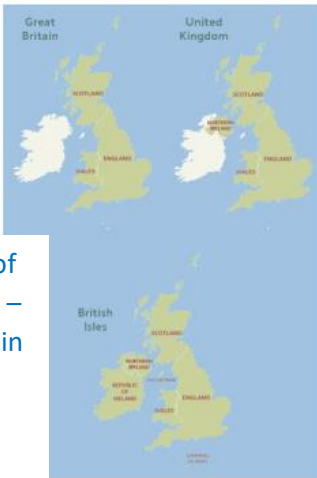 Great
Britain
SCOTLAND
ENGLAND
WALES
United
Kingdom
SCOTLAND
NORTHERN
IRELAND
ENGLAND
WALES
of
–
in
British
Isles
SCOTLAND
NORTHERN
IRELAND
REPUBLIC
OF
IRELAND
ENGLAND
WALES